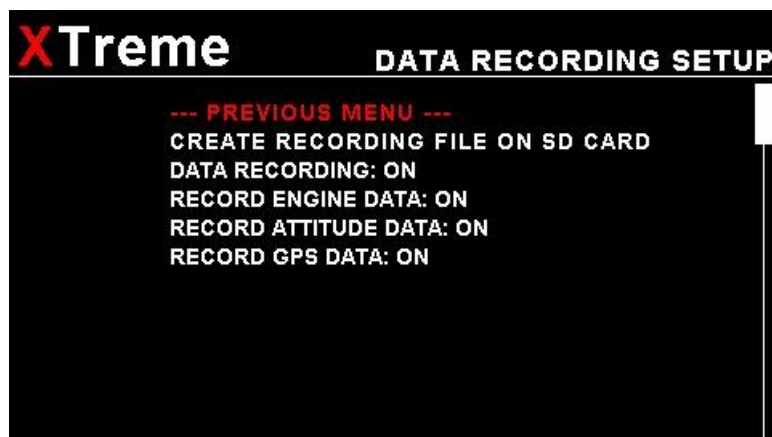 XTreme
DATA RECORDING SETUP
--- PREVIOUS MENU ---
CREATE RECORDING FILE ON SD CARD
DATA RECORDING: ON
RECORD ENGINE DATA: ON
RECORD ATTITUDE DATA: ON
RECORD GPS DATA: ON